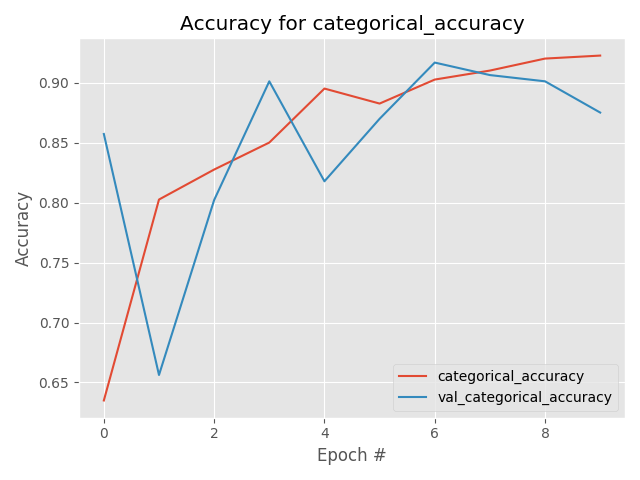 Accuracy for categorical_accuracy
Accuracy
0.90
0.85
0.80
0.75
0.70
0.65
categorical_accuracy
val_categorical_accuracy
0 2 4 6 8
Epoch #